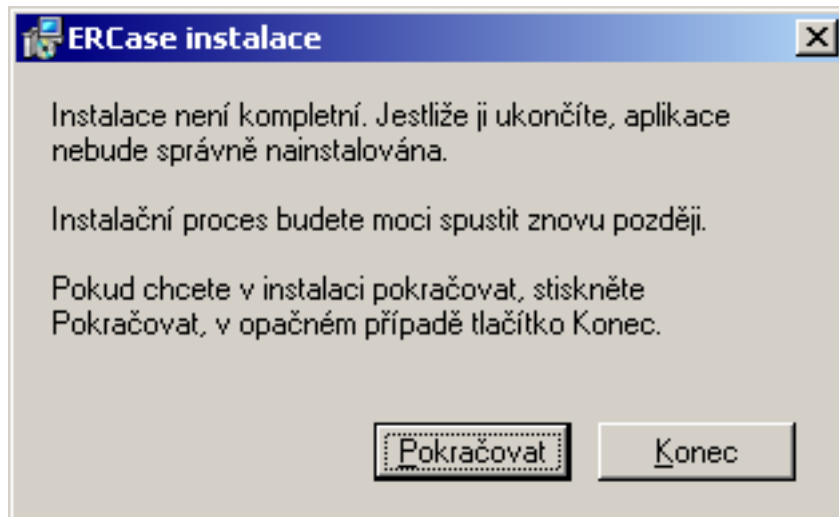 ERCase instalace
Instalace není kompletní. Jestliže ji ukončíte, aplikace
nebude správně nainstalována.
Instalační proces budete moci spustit znovu později.
Pokud chcete v instalaci pokračovat, stiskněte
Pokračovat, v opačném případě tlačítko Konec.
Pokračovat
Konec